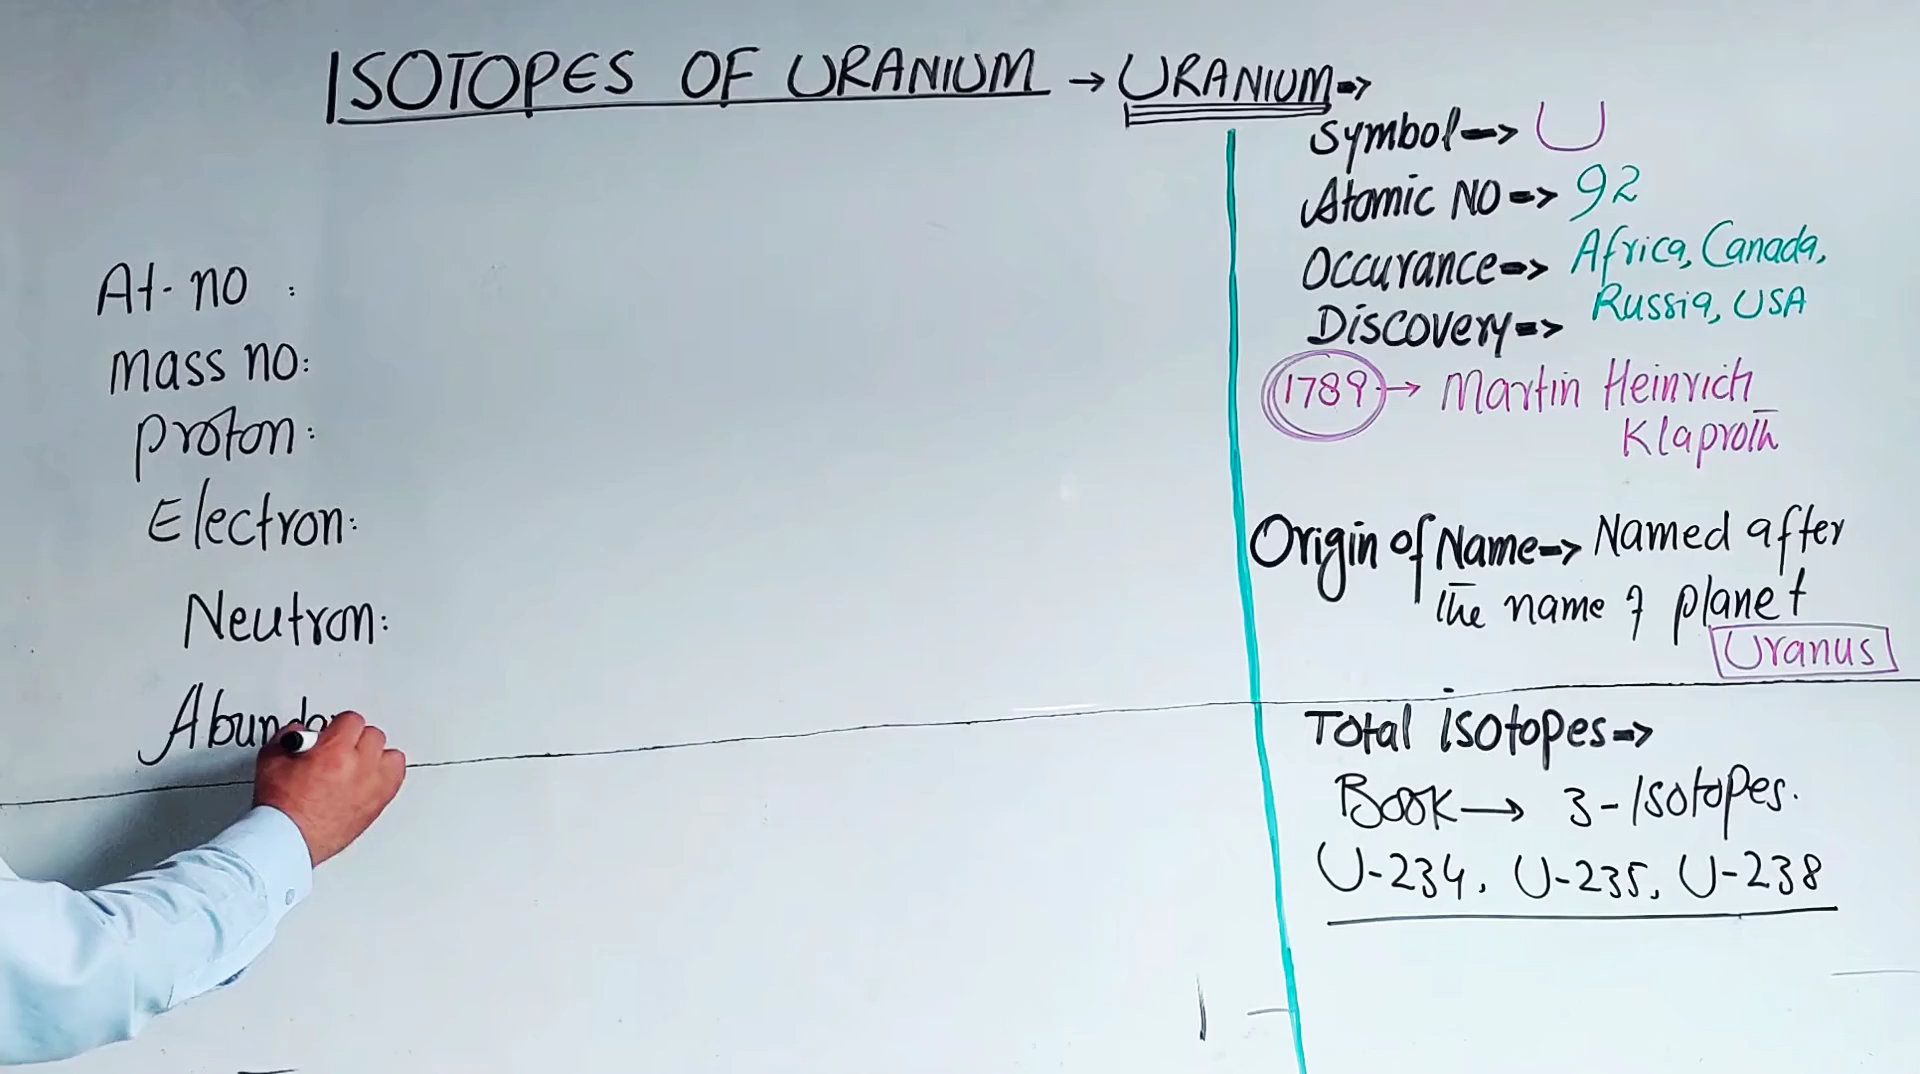 ISOTOPES OF URANIUM → URANIUM ⇒
Symbol → U
Atomic NO ⇒ 92
Occurance ⇒ Africa, Canada,
Russia, USA
Discovery ⇒
1789 → Martin Heinrich
Klaproth
Origin of Name ⇒ Named after
the name of planet
Uranus
Total Isotopes ⇒
Book → 3-Isotopes.
U-234, U-235, U-238
At-no :
Mass no:
Proton:
Electron:
Neutron: